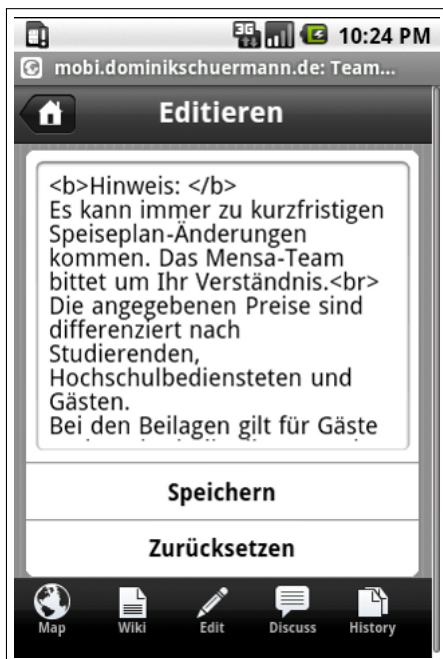 3G 10:24 PM
mobi.dominikschuermann.de: Team...
Editieren
<b>Hinweis: </b>
Es kann immer zu kurzfristigen
Speiseplan-Änderungen
kommen. Das Mensa-Team
bittet um Ihr Verständnis.<br>
Die angegebenen Preise sind
differenziert nach
Studierenden,
Hochschulbediensteten und
Gästen.
Bei den Beilagen gilt für Gäste
Speichern
Zurücksetzen
Map Wiki Edit Discuss History